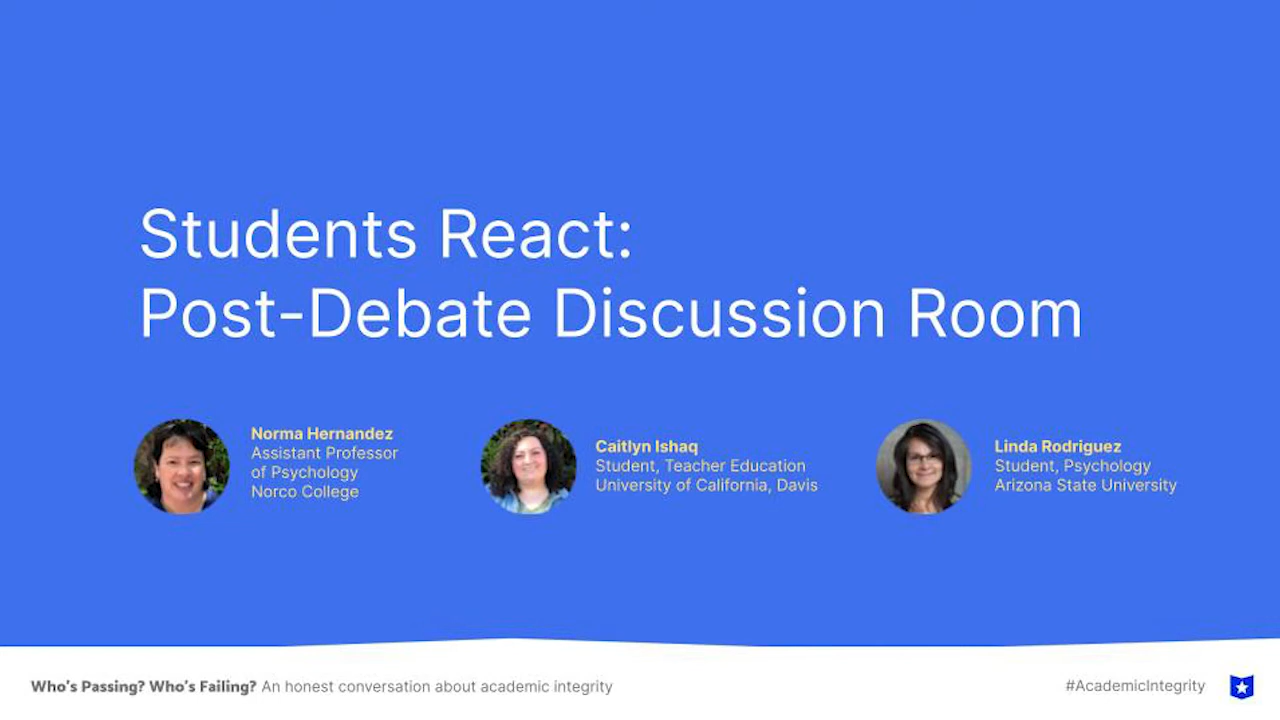 Students React:
Post-Debate Discussion Room
Norma Hernandez
Assistant Professor
of Psychology
Norco College
Caitlyn Ishaq
Student, Teacher Education
University of California, Davis
Linda Rodriguez
Student, Psychology
Arizona State University
Who's Passing? Who's Failing? An honest conversation about academic integrity
#AcademicIntegrity